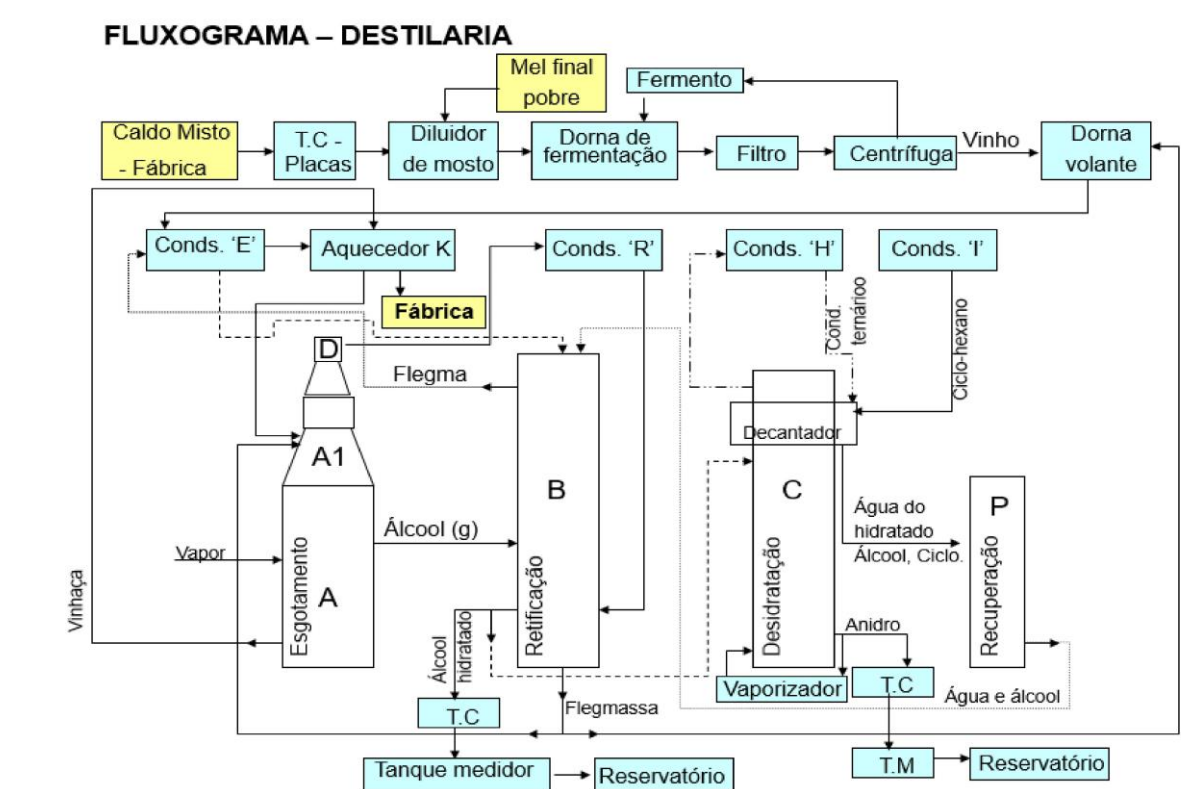 FLUXOGRAMA – DESTILARIA
Mel final
pobre
Fermento
Caldo Misto
- Fábrica
T.C -
Placas
Diluidor
de mosto
Dorna de
fermentação
Filtro
Centrífuga
Vinho
Dorna
volante
Conds. ‘E’
Aquecedor K
Conds. ‘R’
Conds. ‘H’
Conds. ‘I’
Fábrica
Cond.
ternárioo
Ciclo-hexano
D
Flegma
Decantador
A1
B
C
P
Álcool (g)
Água do
hidratado
Álcool, Ciclo.
Vapor
Esgotamento
A
Retificação
Desidratação
Recuperação
Vinhaça
Álcool
hidratado
Anidro
Vaporizador
T.C
Água e álcool
T.C
Flegmassa
Tanque medidor
Reservatório
T.M
Reservatório